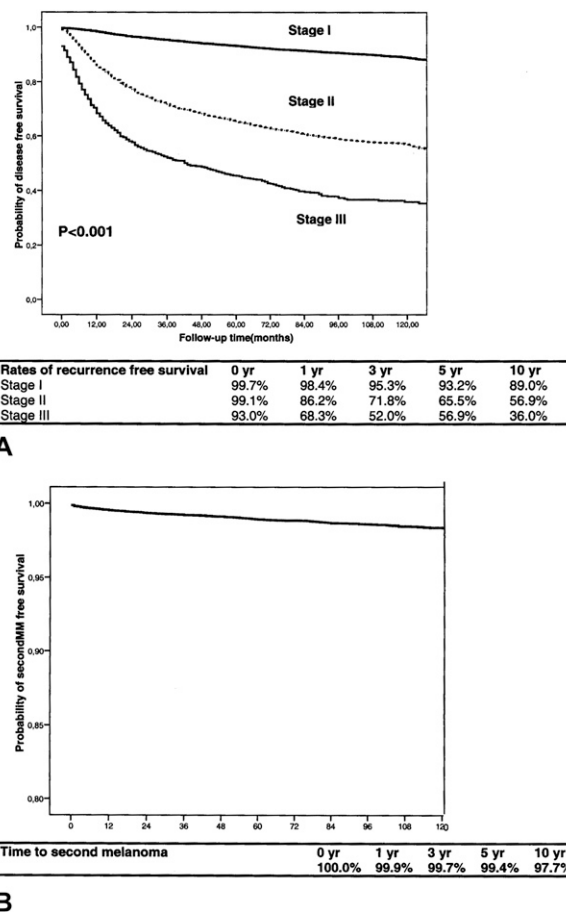 1,0
Stage I
0,8
Stage II
0,6
0,4
Stage III
P<0.001
0,2
0,0
Probability of disease free survival
0,00 12,00 24,00 36,00 48,00 60,00 72,00 84,00 96,00 108,00 120,00
Follow-up time(months)
Rates of recurrence free survival 0 yr 1 yr 3 yr 5 yr 10 yr
Stage I 99.7% 98.4% 95.3% 93.2% 89.0%
Stage II 99.1% 86.2% 71.8% 65.5% 56.9%
Stage III 93.0% 68.3% 52.0% 56.9% 36.0%
A
1,00
0,95
0,90
0,85
0,80
Probability of secondMM free survival
0 12 24 36 48 60 72 84 96 108 120
Time to second melanoma 0 yr 1 yr 3 yr 5 yr 10 yr
100.0% 99.9% 99.7% 99.4% 97.7%
B